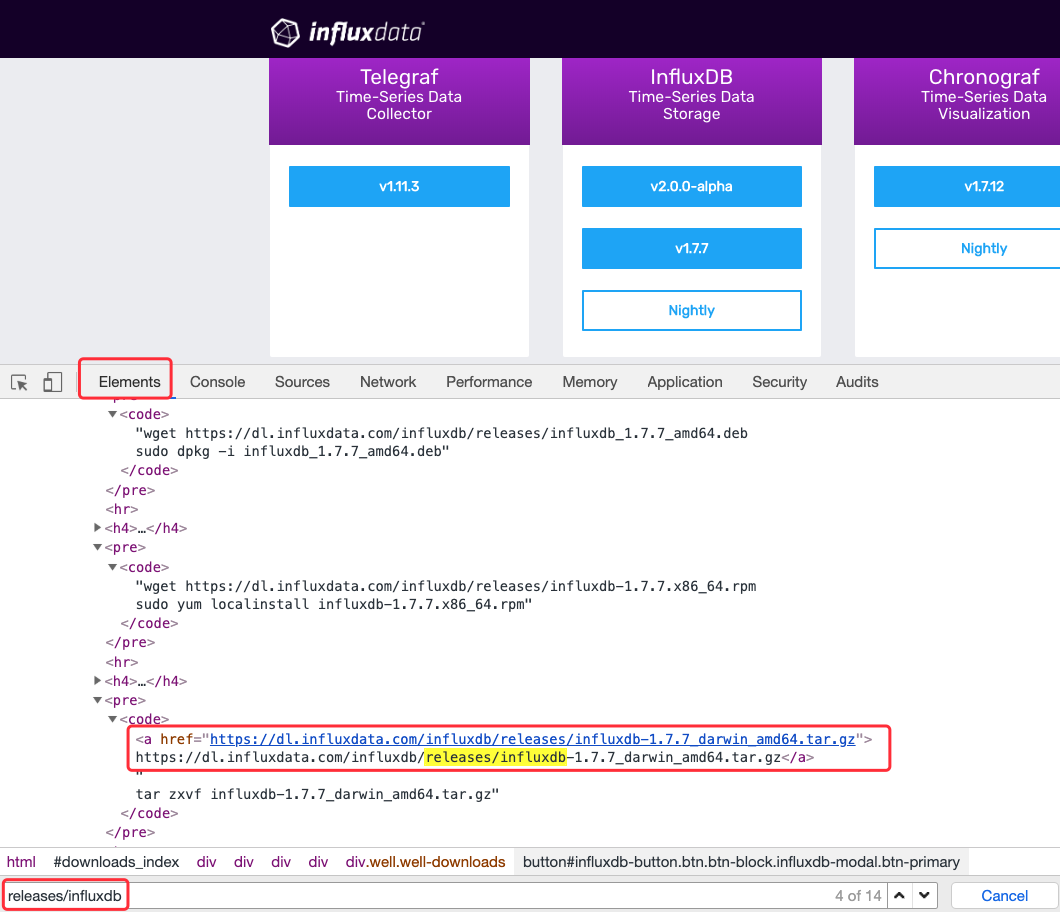 influxdata
Telegraf
Time-Series Data
Collector
v1.11.3
InfluxDB
Time-Series Data
Storage
v2.0.0-alpha
v1.7.7
Nightly
Chronograf
Time-Series Data
Visualization
v1.7.12
Nightly
Elements Console Sources Network Performance Memory Application Security Audits
<code>
"wget https://dl.influxdata.com/influxdb/releases/influxdb_1.7.7_amd64.deb
sudo dpkg -i influxdb_1.7.7_amd64.deb"
</code>
</pre>
<hr>
<h4>…</h4>
<pre>
<code>
"wget https://dl.influxdata.com/influxdb/releases/influxdb-1.7.7.x86_64.rpm
sudo yum localinstall influxdb-1.7.7.x86_64.rpm"
</code>
</pre>
<hr>
<h4>…</h4>
<pre>
<code>
<a href="https://dl.influxdata.com/influxdb/releases/influxdb-1.7.7_darwin_amd64.tar.gz">
https://dl.influxdata.com/influxdb/releases/influxdb-1.7.7_darwin_amd64.tar.gz</a>
"
tar zxvf influxdb-1.7.7_darwin_amd64.tar.gz"
</code>
</pre>
html #downloads_index div div div div div.well.well-downloads button#influxdb-button.btn.btn-block.influxdb-modal.btn-primary
releases/influxdb 4 of 14 Cancel